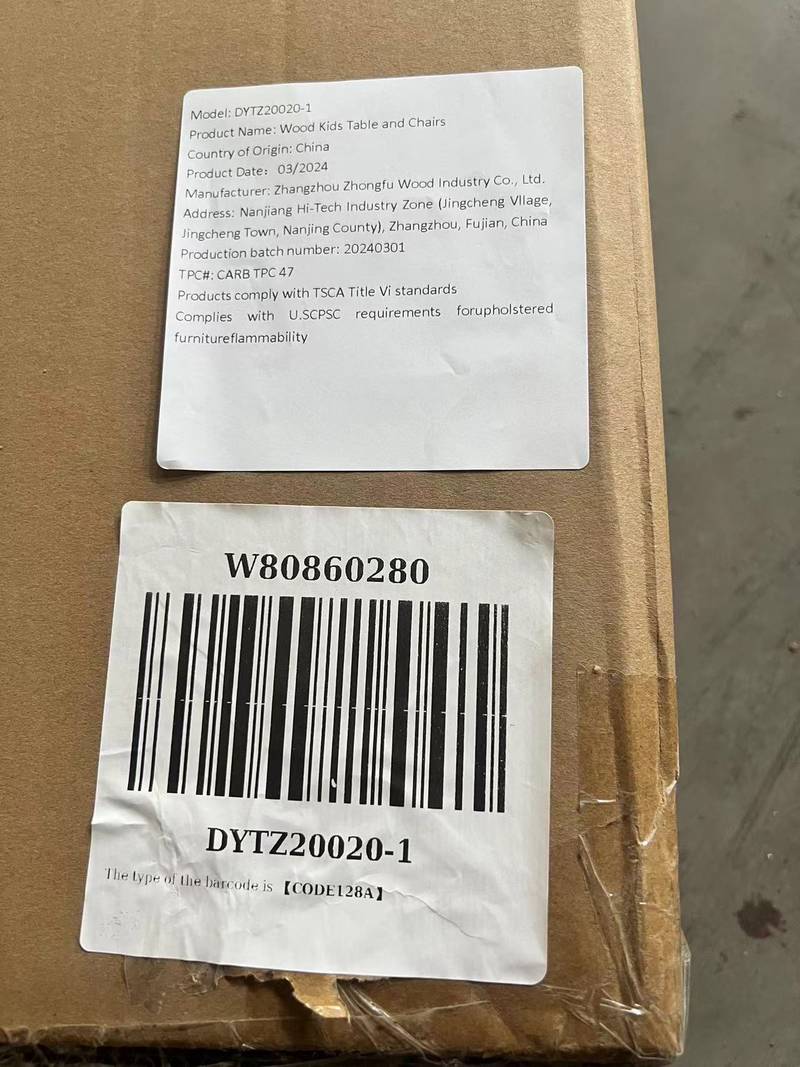 Model: DYTZ20020-1
Product Name: Wood Kids Table and Chairs
Country of Origin: China
Product Date: 03/2024
Manufacturer: Zhangzhou Zhongfu Wood Industry Co., Ltd.
Address: Nanjiang Hi-Tech Industry Zone (Jingcheng Vllage,
Jingcheng Town, Nanjing County), Zhangzhou, Fujian, China
Production batch number: 20240301
TPC#: CARB TPC 47
Products comply with TSCA Title Vi standards
Complies with U.SCPSC requirements forupholstered
furnitureflammability
W80860280
DYTZ20020-1
The type of the barcode is 【CODE128A】